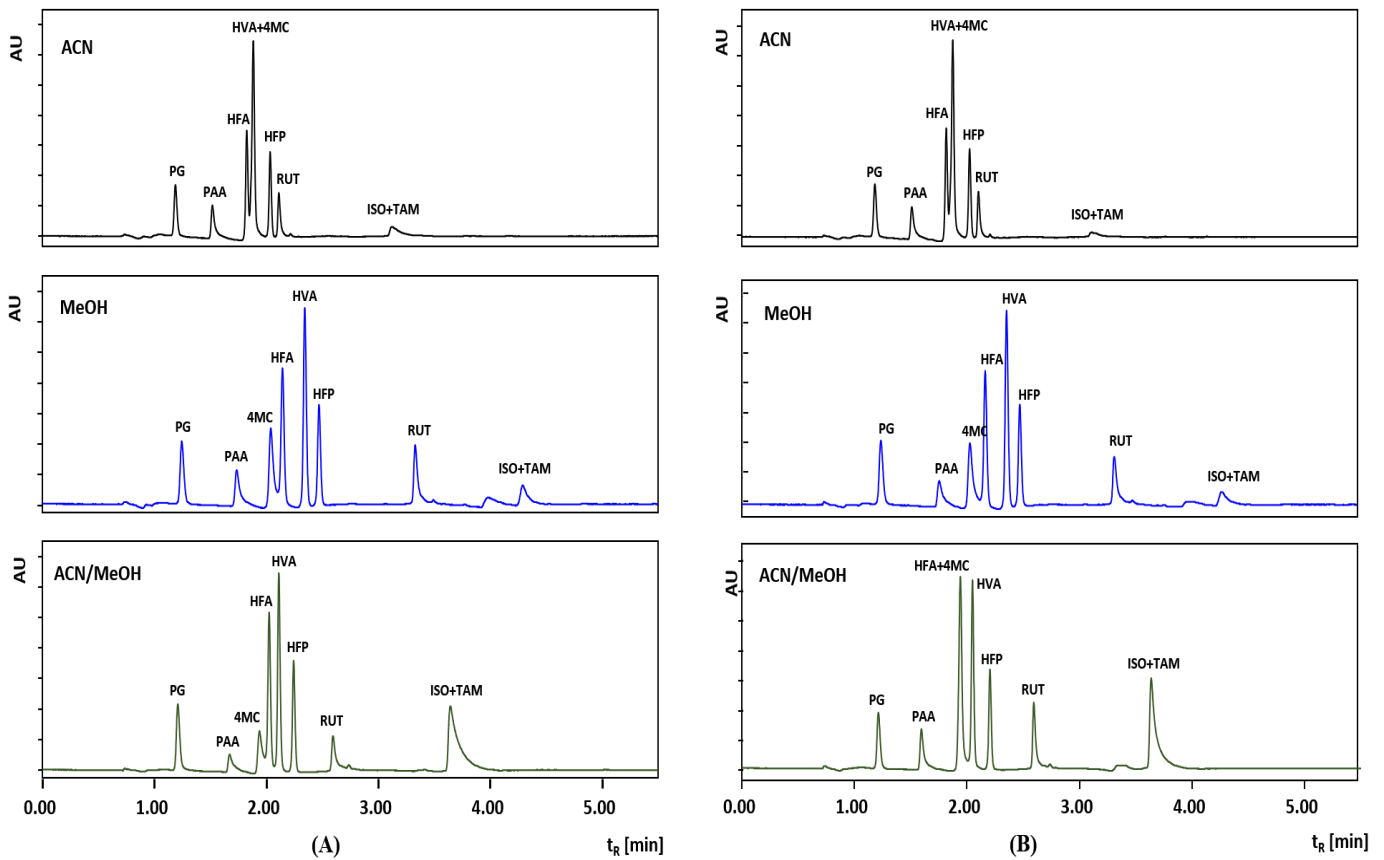 AU
ACN
PG
PAA
HFA
HVA+4MC
HFP
RUT
ISO+TAM
AU
MeOH
PG
PAA
4MC
HFA
HVA
HFP
RUT
ISO+TAM
AU
ACN/MeOH
PG
PAA
4MC
HFA
HVA
HFP
RUT
ISO+TAM
0.00 1.00 2.00 3.00 4.00 5.00
(A)
tR [min]
AU
ACN
PG
PAA
HFA
HVA+4MC
HFP
RUT
ISO+TAM
AU
MeOH
PG
PAA
4MC
HFA
HVA
HFP
RUT
ISO+TAM
AU
ACN/MeOH
PG
PAA
HFA+4MC
HVA
HFP
RUT
ISO+TAM
0.00 1.00 2.00 3.00 4.00 5.00
(B)
tR [min]